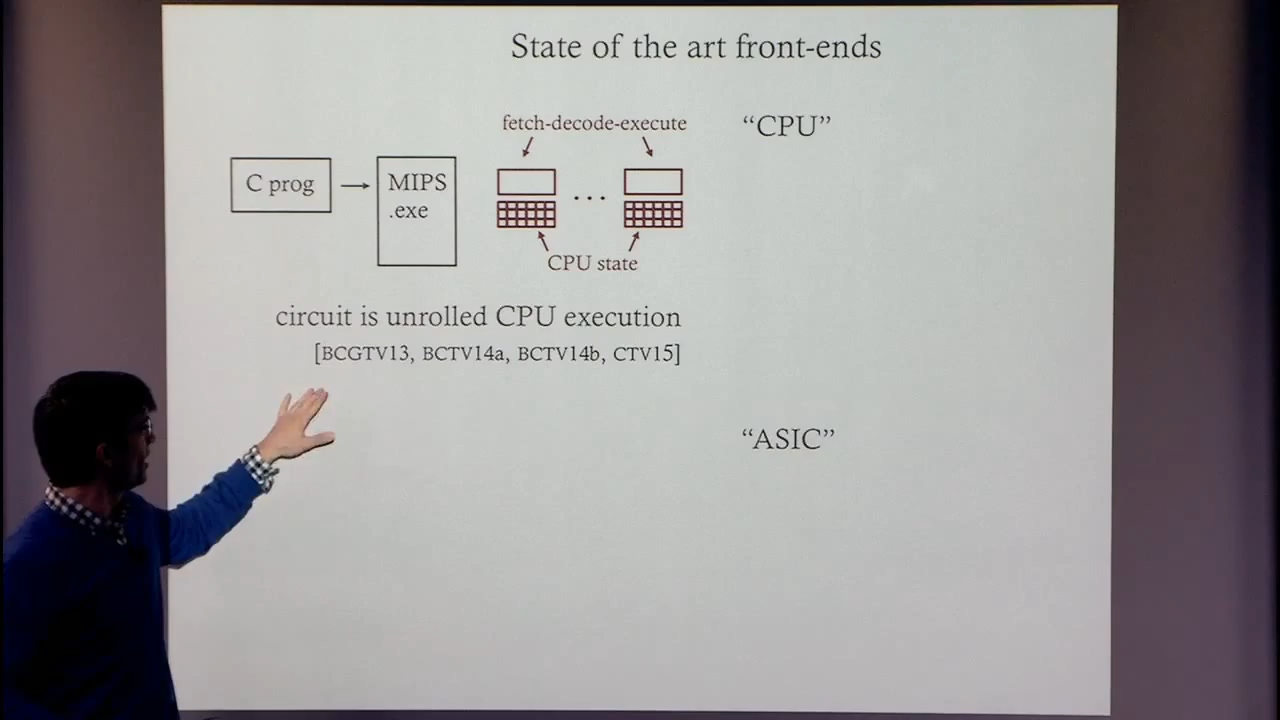 State of the art front-ends
fetch-decode-execute
“CPU”
C prog
MIPS
.exe
...
CPU state
circuit is unrolled CPU execution
[BCGTV13, BCTV14a, BCTV14b, CTV15]
“ASIC”